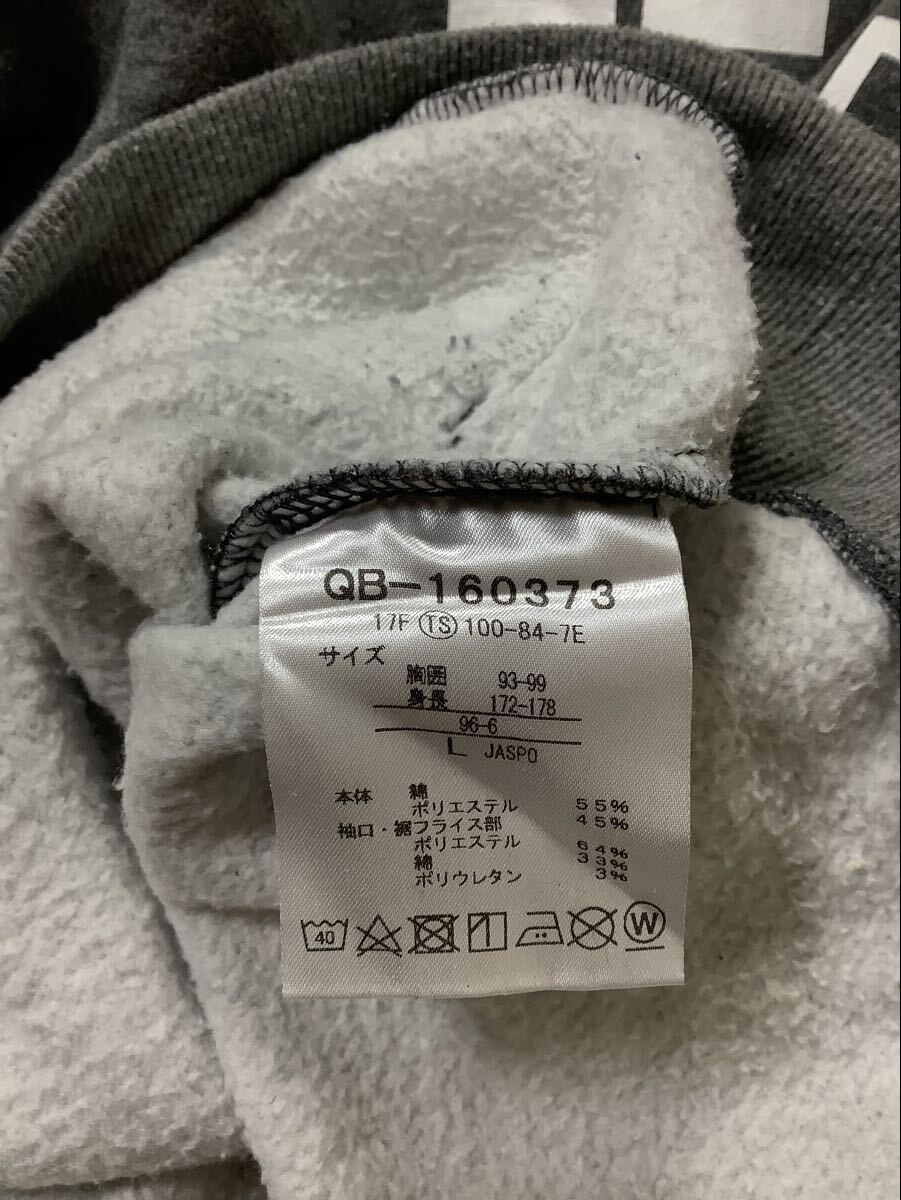 QB-160373
17F TS 100-84-7E
サイズ
胸囲 93-99
身長 172-178
96-6
L JASPO
本体 綿 55%
ポリエステル 45%
袖口・裾フライス部
ポリエステル 64%
綿 33%
ポリウレタン 3%
40 W